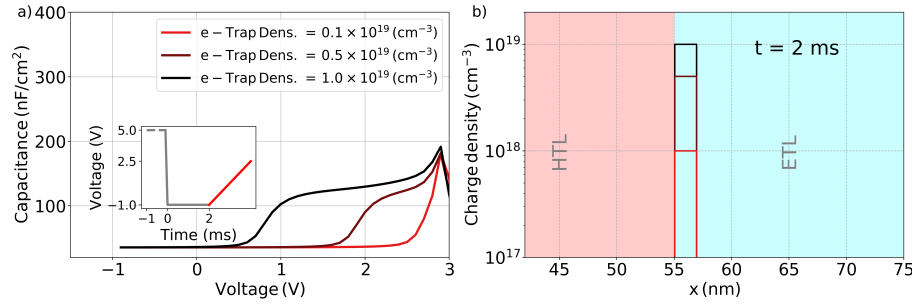 a)
Capacitance (nF/cm²)
400
300
200
100
e − Trap Dens. = 0.1 × 10¹⁹ (cm⁻³)
e − Trap Dens. = 0.5 × 10¹⁹ (cm⁻³)
e − Trap Dens. = 1.0 × 10¹⁹ (cm⁻³)
Voltage (V)
5.0
2.5
−1.0
−1 0 2
Time (ms)
−1 0 1 2 3
Voltage (V)
b)
Charge density (cm⁻³)
10¹⁹
10¹⁸
10¹⁷
t = 2 ms
HTL
ETL
45 50 55 60 65 70 75
x (nm)